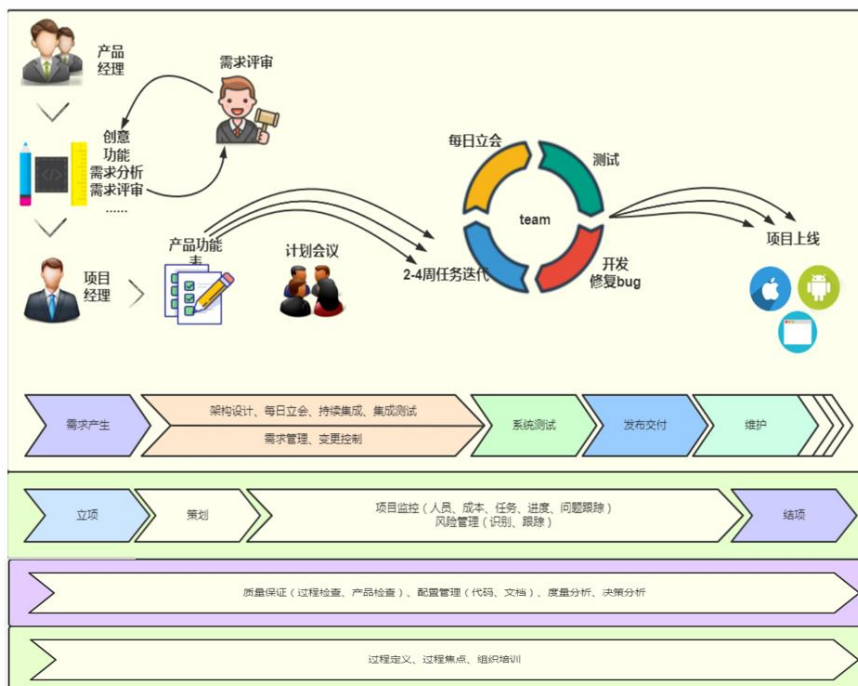 产品
经理
需求评审
创意
功能
需求分析
需求评审
......
每日立会
测试
team
产品功能
表
计划会议
2-4周任务迭代
开发
修复bug
项目上线
项目
经理
需求产生
架构设计、每日立会、持续集成、集成测试
需求管理、变更控制
系统测试
发布交付
维护
立项
策划
项目监控(人员、成本、任务、进度、问题跟踪)
风险管理(识别、跟踪)
结项
质量保证(过程检查、产品检查)、配置管理(代码、文档)、度量分析、决策分析
过程定义、过程焦点、组织培训